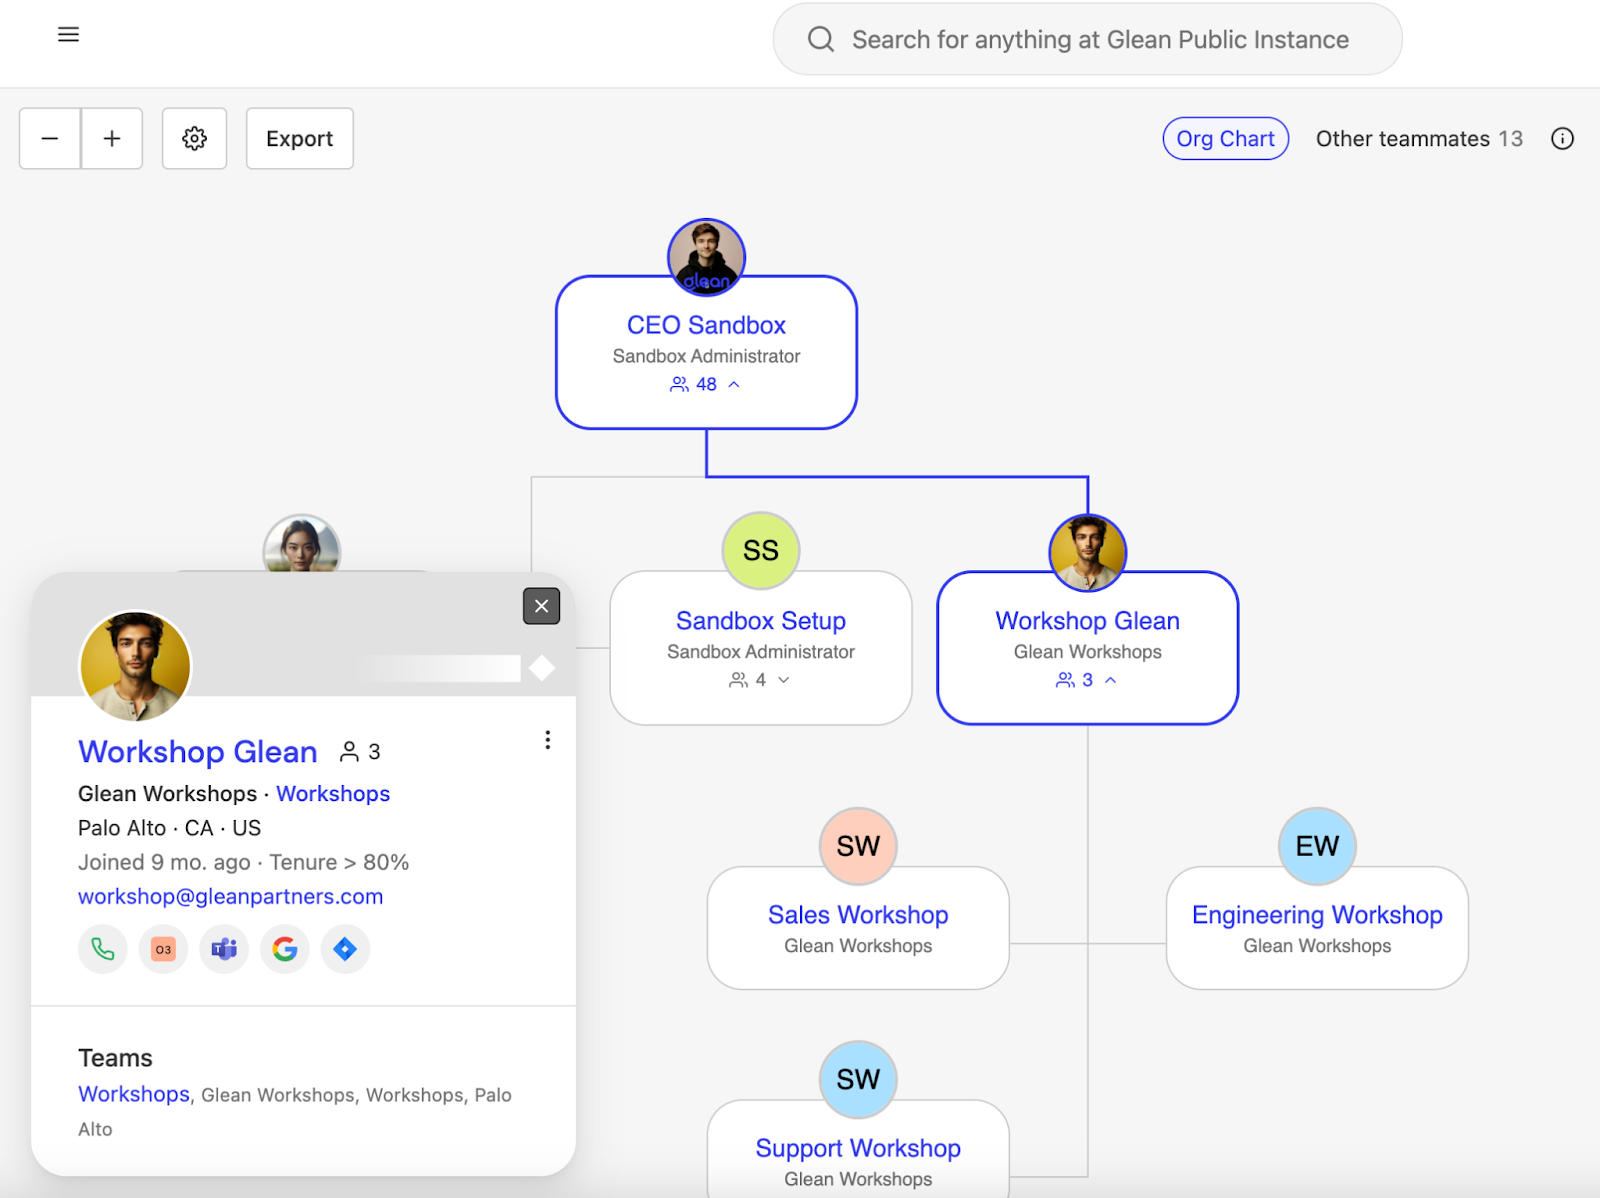 Search for anything at Glean Public Instance
Export
Org Chart
Other teammates 13
glean
CEO Sandbox
Sandbox Administrator
48
SS
Sandbox Setup
Sandbox Administrator
4
Workshop Glean
Glean Workshops
3
Workshop Glean 3
Glean Workshops · Workshops
Palo Alto · CA · US
Joined 9 mo. ago · Tenure > 80%
workshop@gleanpartners.com
03
T
G
Teams
Workshops, Glean Workshops, Workshops, Palo
Alto
SW
Sales Workshop
Glean Workshops
EW
Engineering Workshop
Glean Workshops
SW
Support Workshop
Glean Workshops